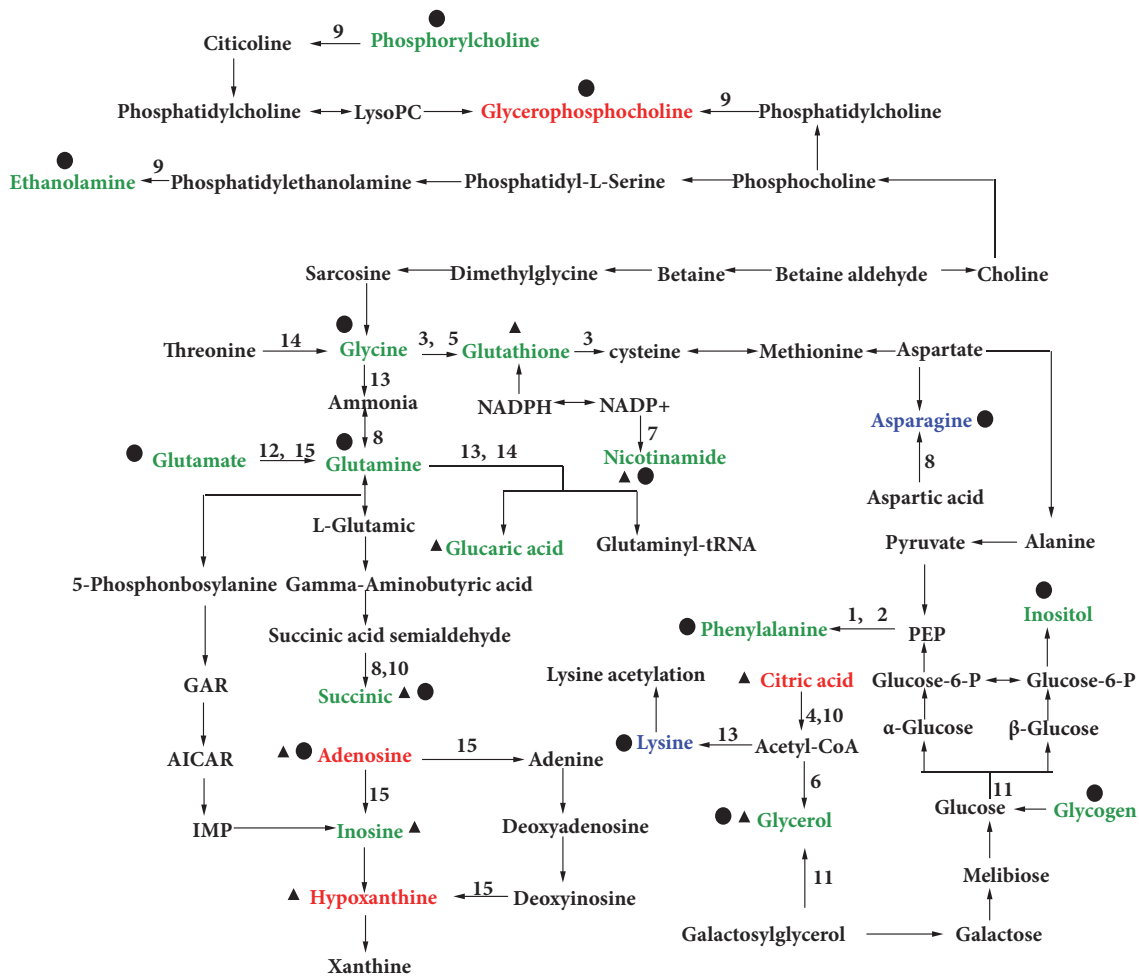 9
Citicoline
Phosphorylcholine
Phosphatidylcholine
LysoPC
Glycerophosphocholine
9
Phosphatidylcholine
Ethanolamine
9
Phosphatidylethanolamine
Phosphatidyl-L-Serine
Phosphocholine
Sarcosine
Dimethylglycine
Betaine
Betaine aldehyde
Choline
Threonine
14
Glycine
3, 5
Glutathione
3
cysteine
Methionine
Aspartate
13
Ammonia
NADPH
NADP+
Asparagine
8
7
Glutamate
12, 15
Glutamine
13, 14
Nicotinamide
8
Aspartic acid
L-Glutamic
Glucaric acid
Glutaminyl-tRNA
Pyruvate
Alanine
5-Phosphonbosylanine
Gamma-Aminobutyric acid
Inositol
Phenylalanine
1, 2
PEP
Succinic acid semialdehyde
8,10
Lysine acetylation
GAR
Succinic
Citric acid
Glucose-6-P
Glucose-6-P
4,10
α-Glucose
β-Glucose
AICAR
Adenosine
15
Adenine
Lysine
13
Acetyl-CoA
15
6
11
IMP
Inosine
Deoxyadenosine
Glycerol
Glucose
Glycogen
Hypoxanthine
15
Deoxyinosine
11
Melibiose
Galactosylglycerol
Galactose
Xanthine